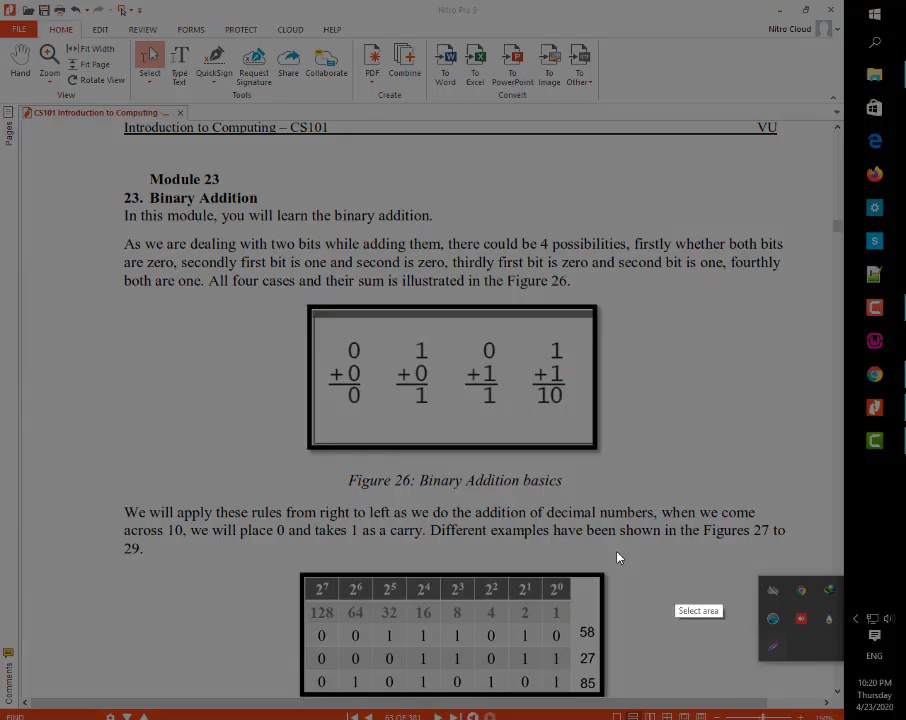 Nitro Pro 9
FILE HOME EDIT REVIEW FORMS PROTECT CLOUD HELP
Nitro Cloud
Hand Zoom Fit Width Fit Page Rotate View
View
Select Type Text QuickSign Request Signature Share Collaborate
Tools
PDF Combine
Create
To Word To Excel To PowerPoint To Image To Other
Convert
CS101 Introduction to Computing -...
Pages
Introduction to Computing – CS101 VU
Module 23
23. Binary Addition
In this module, you will learn the binary addition.
As we are dealing with two bits while adding them, there could be 4 possibilities, firstly whether both bits
are zero, secondly first bit is one and second is zero, thirdly first bit is zero and second bit is one, fourthly
both are one. All four cases and their sum is illustrated in the Figure 26.
0 1 0 1
+0 +0 +1 +1
0 1 1 10
Figure 26: Binary Addition basics
We will apply these rules from right to left as we do the addition of decimal numbers, when we come
across 10, we will place 0 and takes 1 as a carry. Different examples have been shown in the Figures 27 to
29.
2⁷ 2⁶ 2⁵ 2⁴ 2³ 2² 2¹ 2⁰
128 64 32 16 8 4 2 1
0 0 1 1 1 0 1 0 58
0 0 0 1 1 0 1 1 27
0 1 0 1 0 1 0 1 85
Select area
Comments
FIND
63 OF 381
150%
ENG
10:20 PM
Thursday
4/23/2020